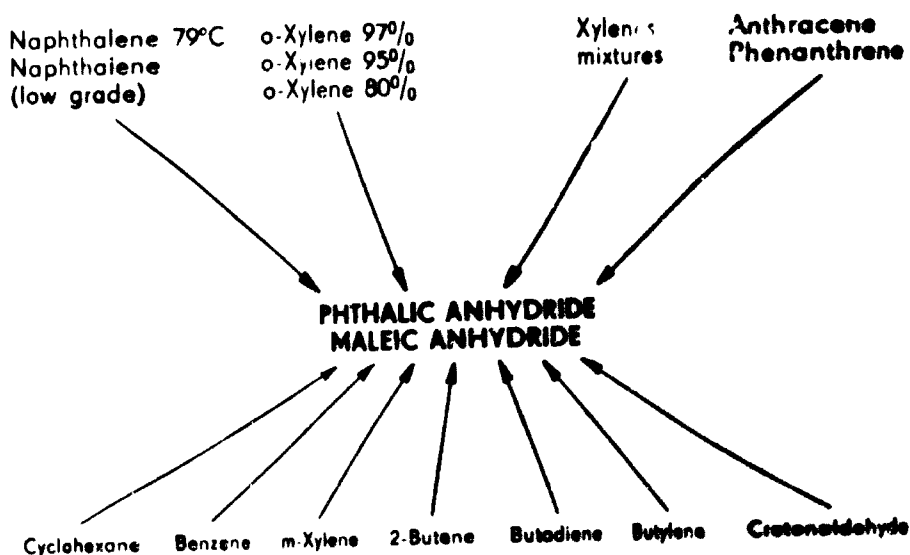 Naphthalene 79°C
Naphthalene
(low grade)
o-Xylene 97%
o-Xylene 95%
o-Xylene 80%
Xylenes
mixtures
Anthracene
Phenanthrene
PHTHALIC ANHYDRIDE
MALEIC ANHYDRIDE
Cyclohexane
Benzene
m-Xylene
2-Butene
Butadiene
Butylene
Crotonaldehyde